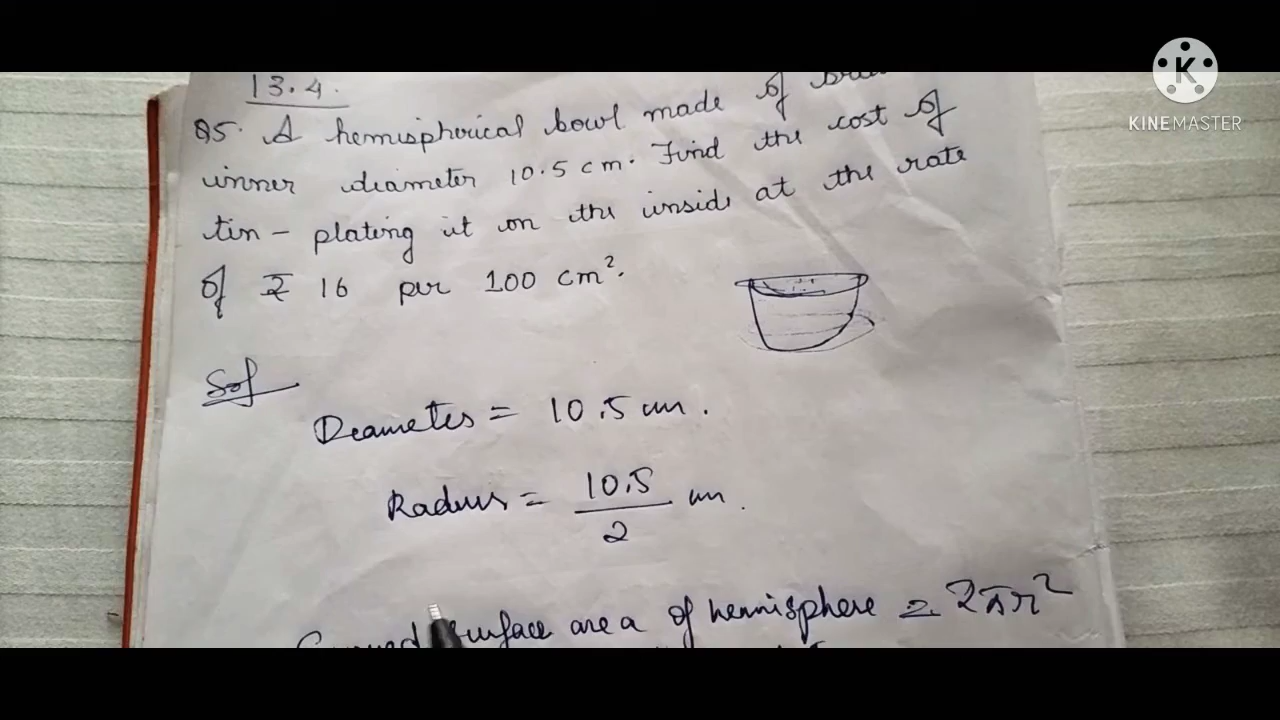 13.4.
Q5. A hemispherical bowl made of
inner diameter 10.5 cm. Find the cost of
tin - plating it on the inside at the rate
of ₹ 16 per 100 cm².
Sol
Diameter = 10.5 cm.
Radius = 10.5/2 cm.
Curved surface area of hemisphere = 2πr²
K
KINEMASTER